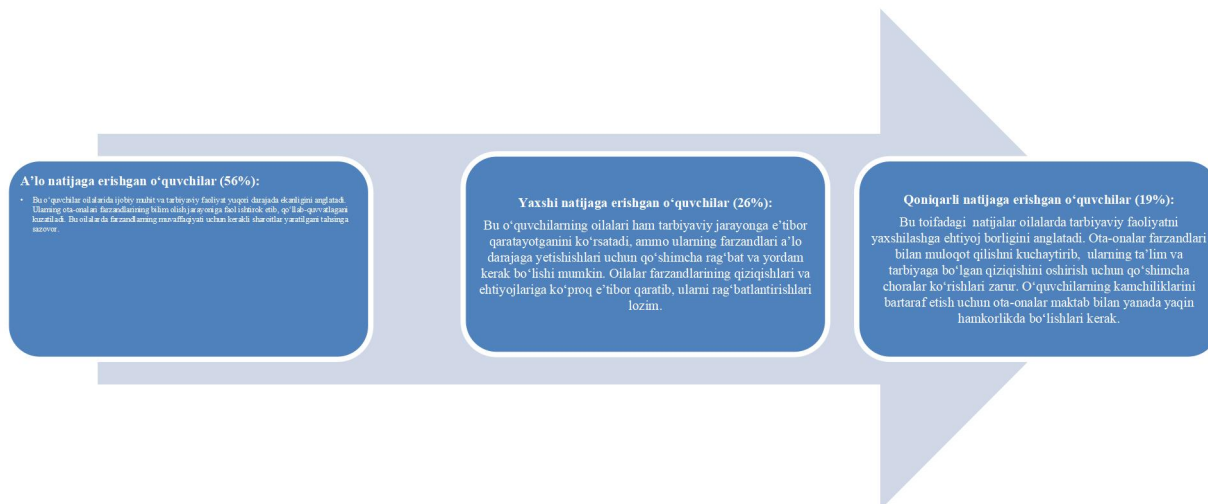 A’lo natijaga erishgan o‘quvchilar (56%):
• Bu o‘quvchilar oilalarida ijobiy muhit va tarbiyaviy faoliyat yuqori darajada ekanligini anglatadi.
Ularning ota-onalari farzandlarining bilim olish jarayoniga faol ishtirok etib, qo‘llab-quvvatlagani
kuzatiladi. Bu oilalarda farzandlarning muvaffaqiyati uchun kerakli sharoitlar yaratilgani tahsinga
sazovor.
Yaxshi natijaga erishgan o‘quvchilar (26%):
Bu o‘quvchilarning oilalari ham tarbiyaviy jarayonga e’tibor
qaratayotganini ko‘rsatadi, ammo ularning farzandlari a’lo
darajaga yetishishlari uchun qo‘shimcha rag‘bat va yordam
kerak bo‘lishi mumkin. Oilalar farzandlarining qiziqishlari va
ehtiyojlariga ko‘proq e’tibor qaratib, ularni rag‘batlantirishlari
lozim.
Qoniqarli natijaga erishgan o‘quvchilar (19%):
Bu toifadagi natijalar oilalarda tarbiyaviy faoliyatni
yaxshilashga ehtiyoj borligini anglatadi. Ota-onalar farzandlari
bilan muloqot qilishni kuchaytirib, ularning ta’lim va
tarbiyaga bo‘lgan qiziqishini oshirish uchun qo‘shimcha
choralar ko‘rishlari zarur. O‘quvchilarning kamchiliklarini
bartaraf etish uchun ota-onalar maktab bilan yanada yaqin
hamkorlikda bo‘lishlari kerak.